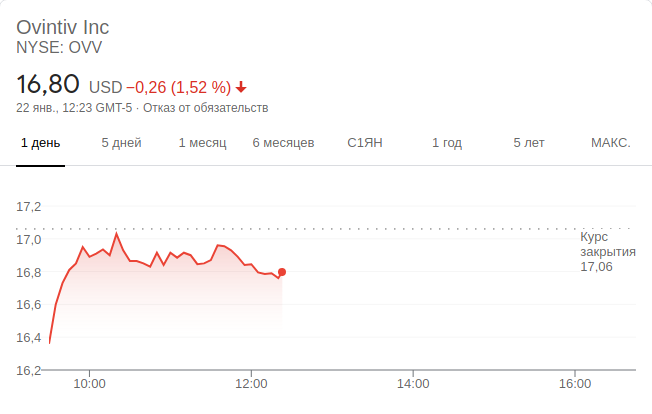 Ovintiv Inc
NYSE: OVV
16,80 USD −0,26 (1,52 %)
22 янв., 12:23 GMT-5 · Отказ от обязательств
1 день 5 дней 1 месяц 6 месяцев С1ЯН 1 год 5 лет МАКС.
17,2
17,0
16,8
16,6
16,4
16,2
Курс
закрытия
17,06
10:00 12:00 14:00 16:00